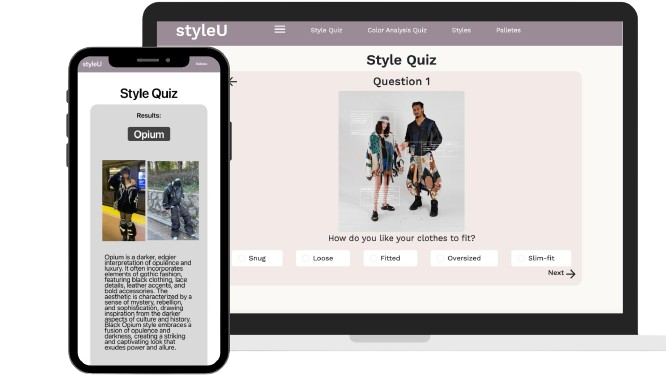 styleU
Style Quiz
Color Analysis Quiz
Styles
Palletes
Style Quiz
Question 1
How do you like your clothes to fit?
Snug
Loose
Fitted
Oversized
Slim-fit
Next
styleU
Style Quiz
Results:
Opium
Opium is a darker, edgier
interpretation of opulence and
luxury. It often incorporates
elements of gothic fashion,
featuring black clothing, lace
details, leather accents, and
bold accessories. The
aesthetic is characterized by a
sense of mystery, rebellion,
and sophistication, drawing
inspiration from the darker
aspects of culture and history.
Black Opium style embraces a
fusion of opulence and
darkness, creating a striking
and captivating look that
exudes power and allure.